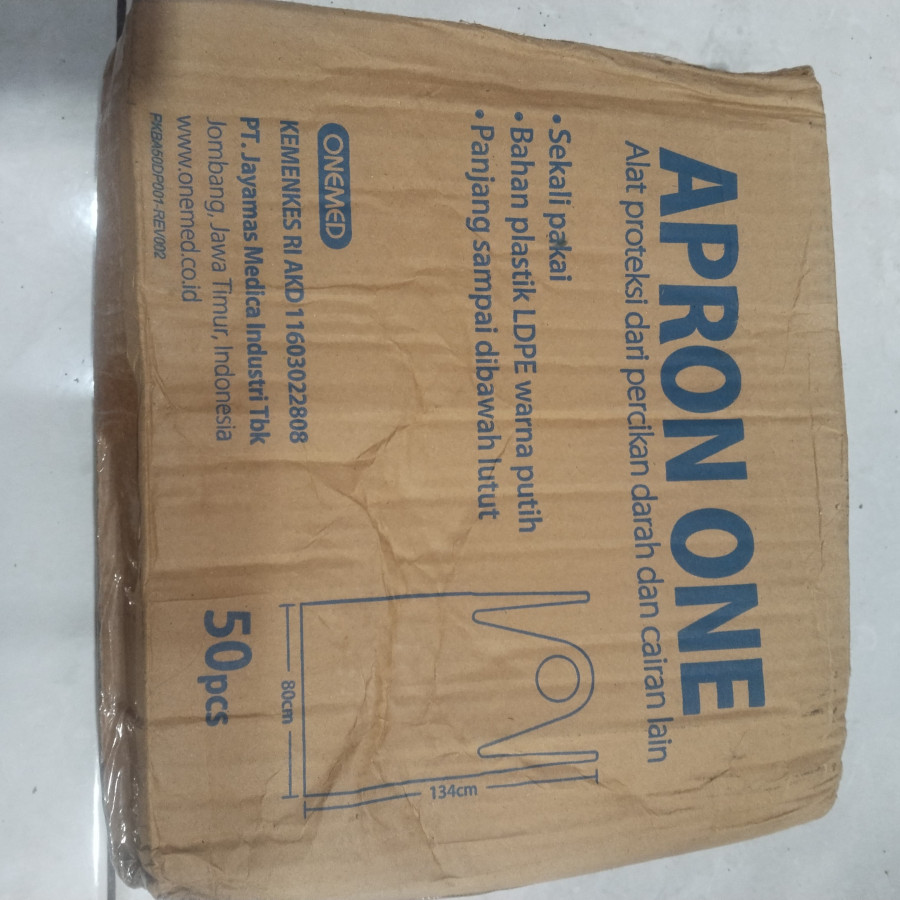 APRON ONE
Alat proteksi dari percikan darah dan cairan lain
•Sekali pakai
•Bahan plastik LDPE warna putih
•Panjang sampai dibawah lutut
134cm
80cm
ONEMED
KEMENKES RI AKD 11603022808
PT. Jayamas Medica Industri Tbk
Jombang, Jawa Timur, Indonesia
www.onemed.co.id
PKBA50DP001-REV002
50pcs